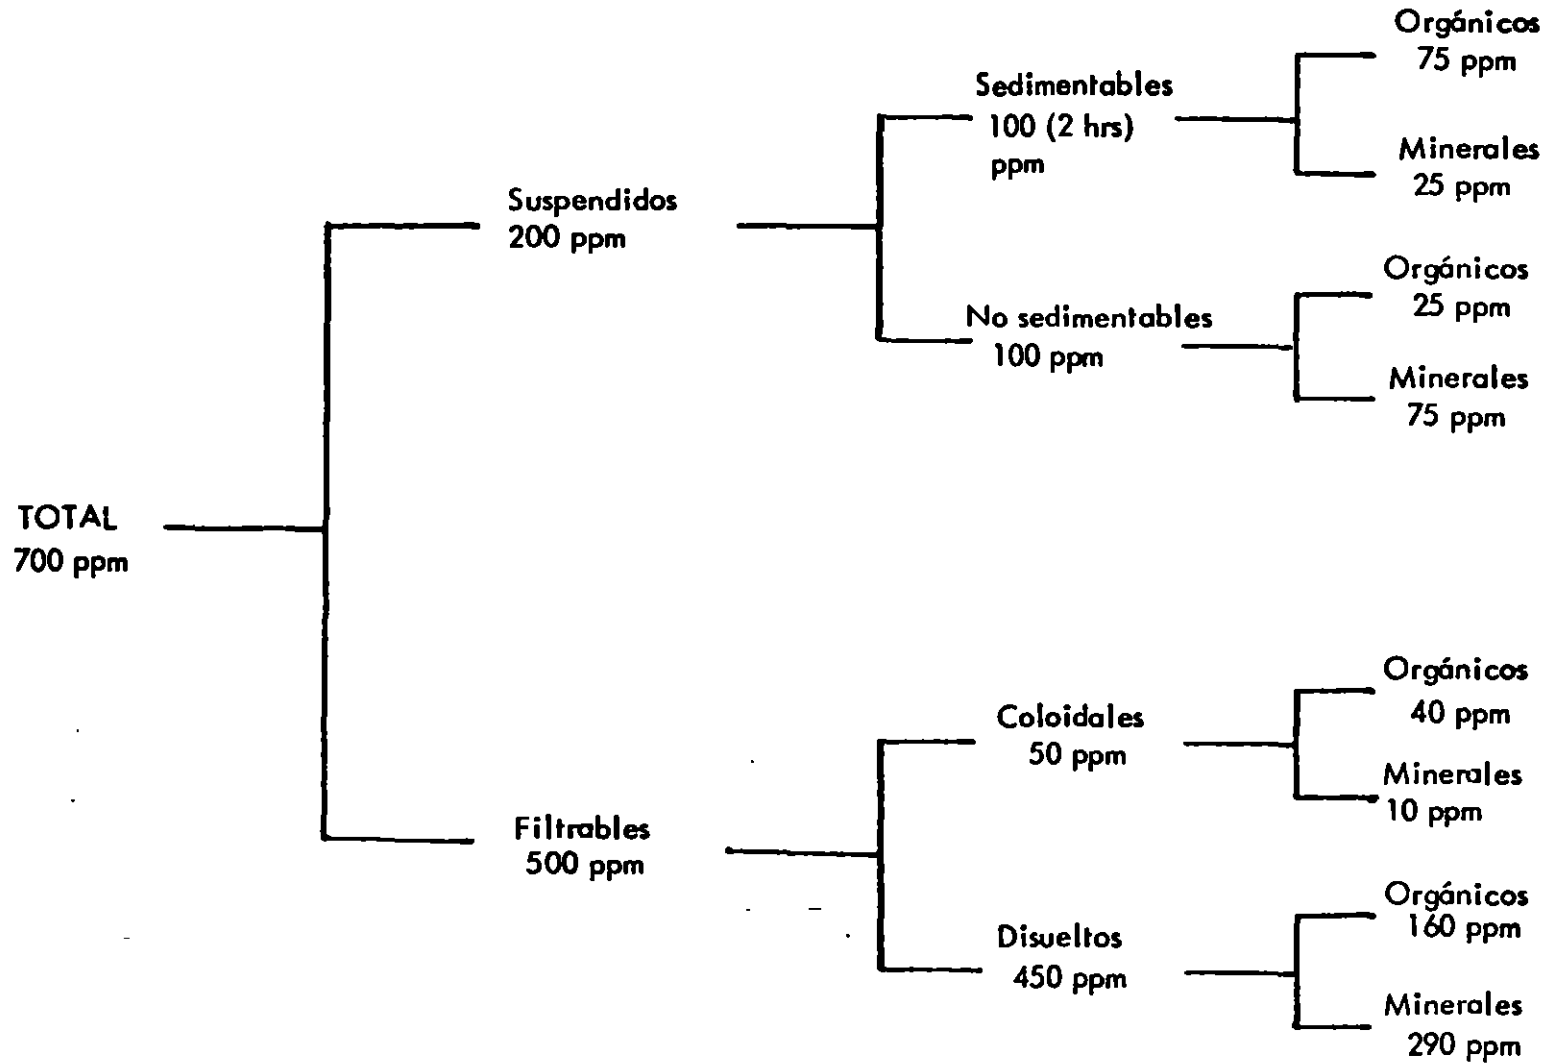 TOTAL
700 ppm
Suspendidos
200 ppm
Sedimentables
100 (2 hrs)
ppm
Orgánicos
75 ppm
Minerales
25 ppm
No sedimentables
100 ppm
Orgánicos
25 ppm
Minerales
75 ppm
Filtrables
500 ppm
Coloidales
50 ppm
Orgánicos
40 ppm
Minerales
10 ppm
Disueltos
450 ppm
Orgánicos
160 ppm
Minerales
290 ppm